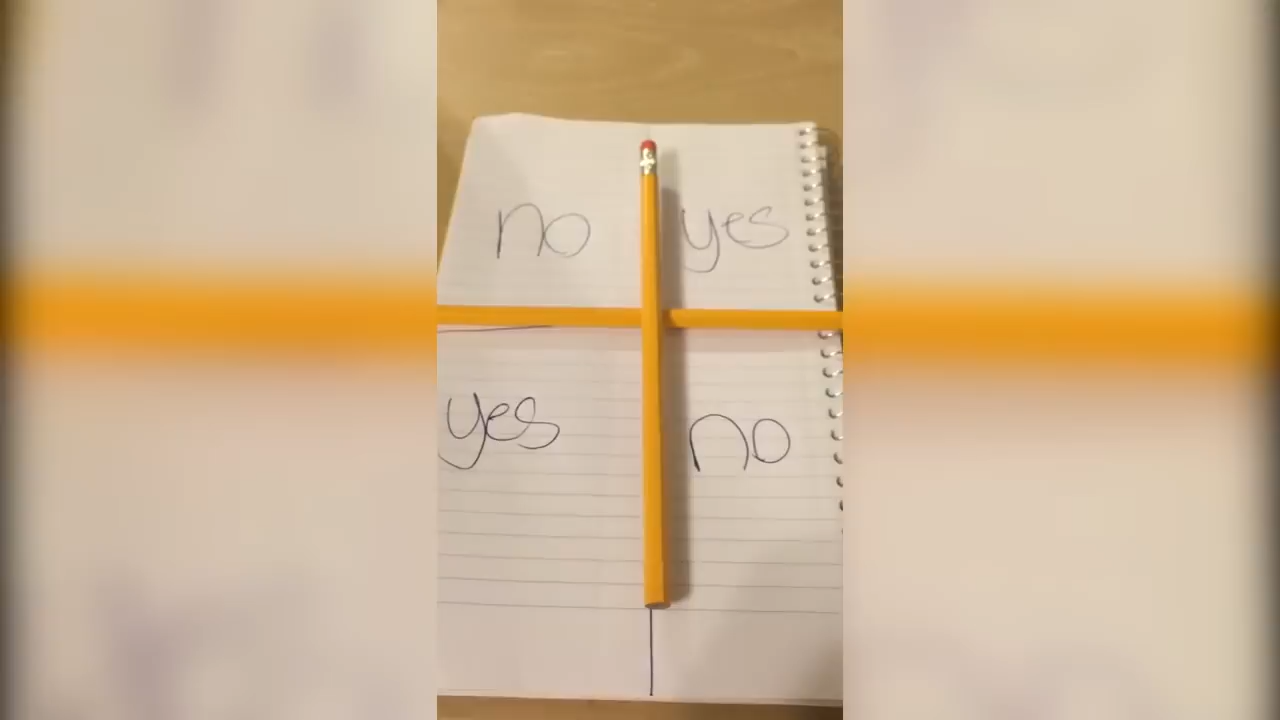 no yes
yes no